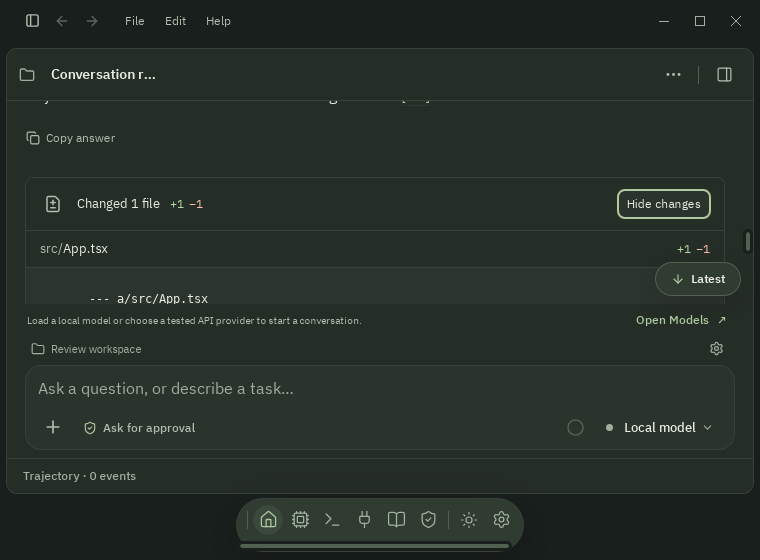 File Edit Help
Conversation r...
Copy answer
Changed 1 file +1 −1
Hide changes
src/App.tsx +1 −1
--- a/src/App.tsx
Latest
Load a local model or choose a tested API provider to start a conversation.
Open Models ↗
Review workspace
Ask a question, or describe a task...
Ask for approval
Local model
Trajectory · 0 events